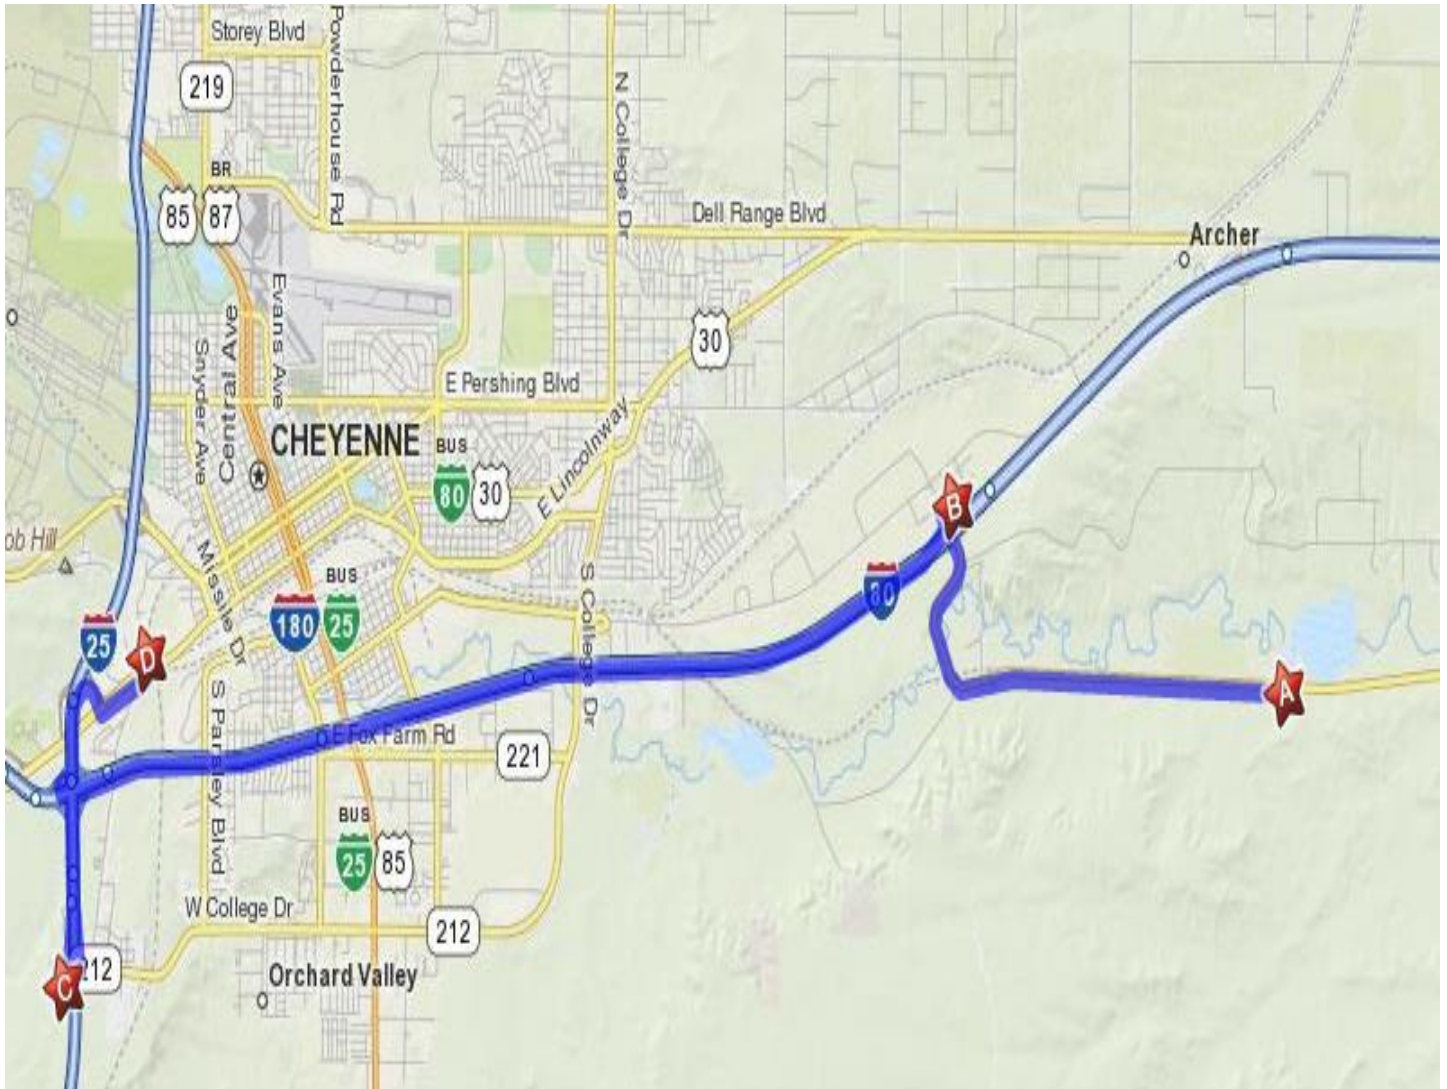 Storey Blvd
Powderhouse Rd
219
N College Dr
BR
85
87
Dell Range Blvd
Archer
Evans Ave
Central Ave
Snyder Ave
30
E Pershing Blvd
CHEYENNE
BUS
80
30
E Lincolnway
B
ob Hill
Missile Dr
BUS
80
25
180
25
D
S College Dr
A
S Parsley Blvd
E Fox Farm Rd
221
BUS
25
85
W College Dr
212
212
C
Orchard Valley